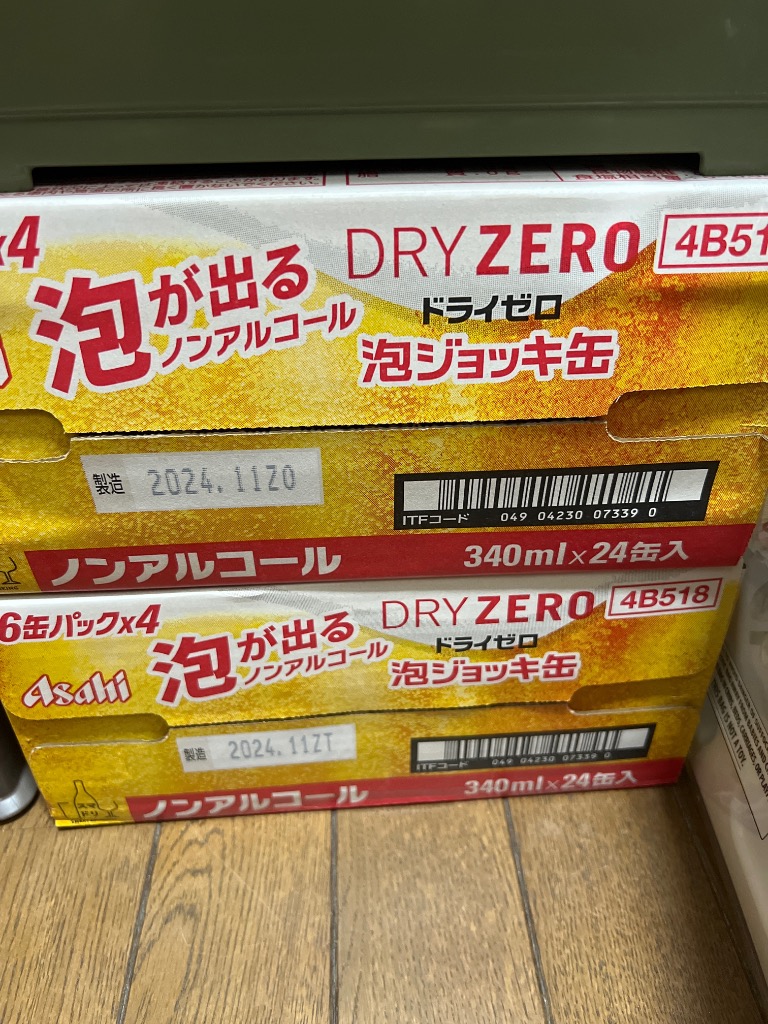 x4
DRY ZERO
4B51
泡が出る
ノンアルコール
ドライゼロ
泡ジョッキ缶
製造 2024.11Z0
ITFコード 049 04230 07339 0
ノンアルコール 340ml×24缶入
6缶パックx4
DRY ZERO
4B518
泡が出る
ノンアルコール
ドライゼロ
Asahi
泡ジョッキ缶
製造 2024.11ZT
ITFコード 049 04230 07339 0
スマドリ
ノンアルコール 340ml×24缶入